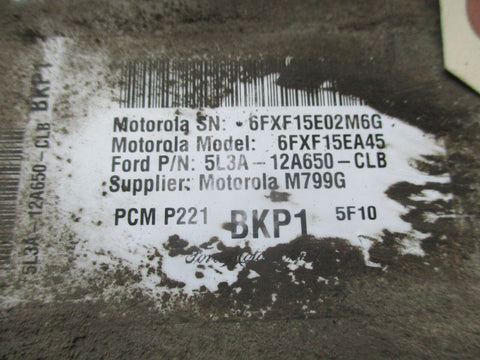 Motorola SN: 6FXF15E02M6G
Motorola Model: 6FXF15EA45
Ford P/N: 5L3A-12A650-CLB
Supplier: Motorola M799G
PCM P221 BKP1 5F10
5L3A-12A650-CLB BKP1